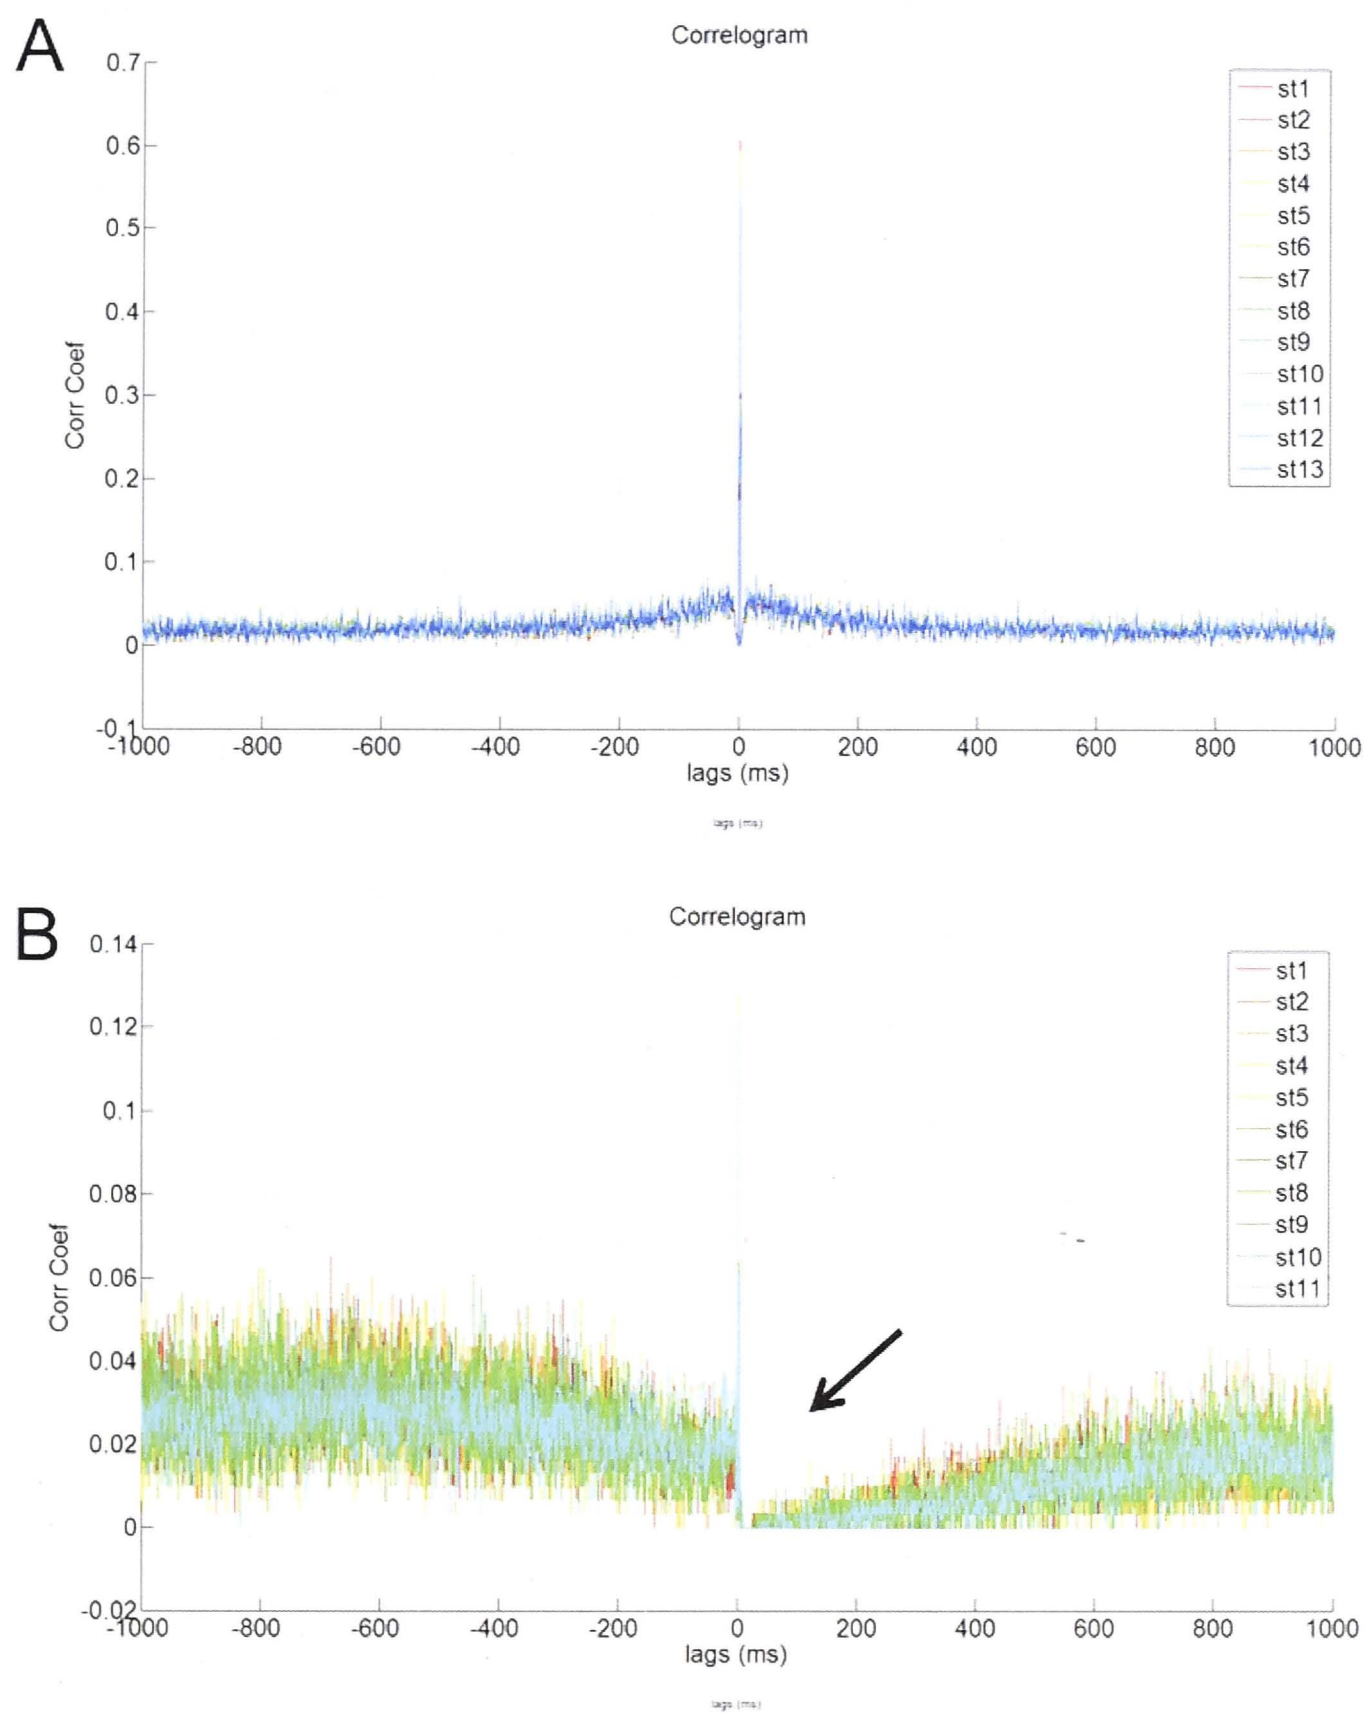 A
Correlogram
0.7
0.6
0.5
0.4
0.3
0.2
0.1
0
-0.1
Corr Coef
-1000 -800 -600 -400 -200 0 200 400 600 800 1000
lags (ms)
lags (ms)
st1
st2
st3
st4
st5
st6
st7
st8
st9
st10
st11
st12
st13
B
Correlogram
0.14
0.12
0.1
0.08
0.06
0.04
0.02
0
-0.02
Corr Coef
-1000 -800 -600 -400 -200 0 200 400 600 800 1000
lags (ms)
lags (ms)
st1
st2
st3
st4
st5
st6
st7
st8
st9
st10
st11